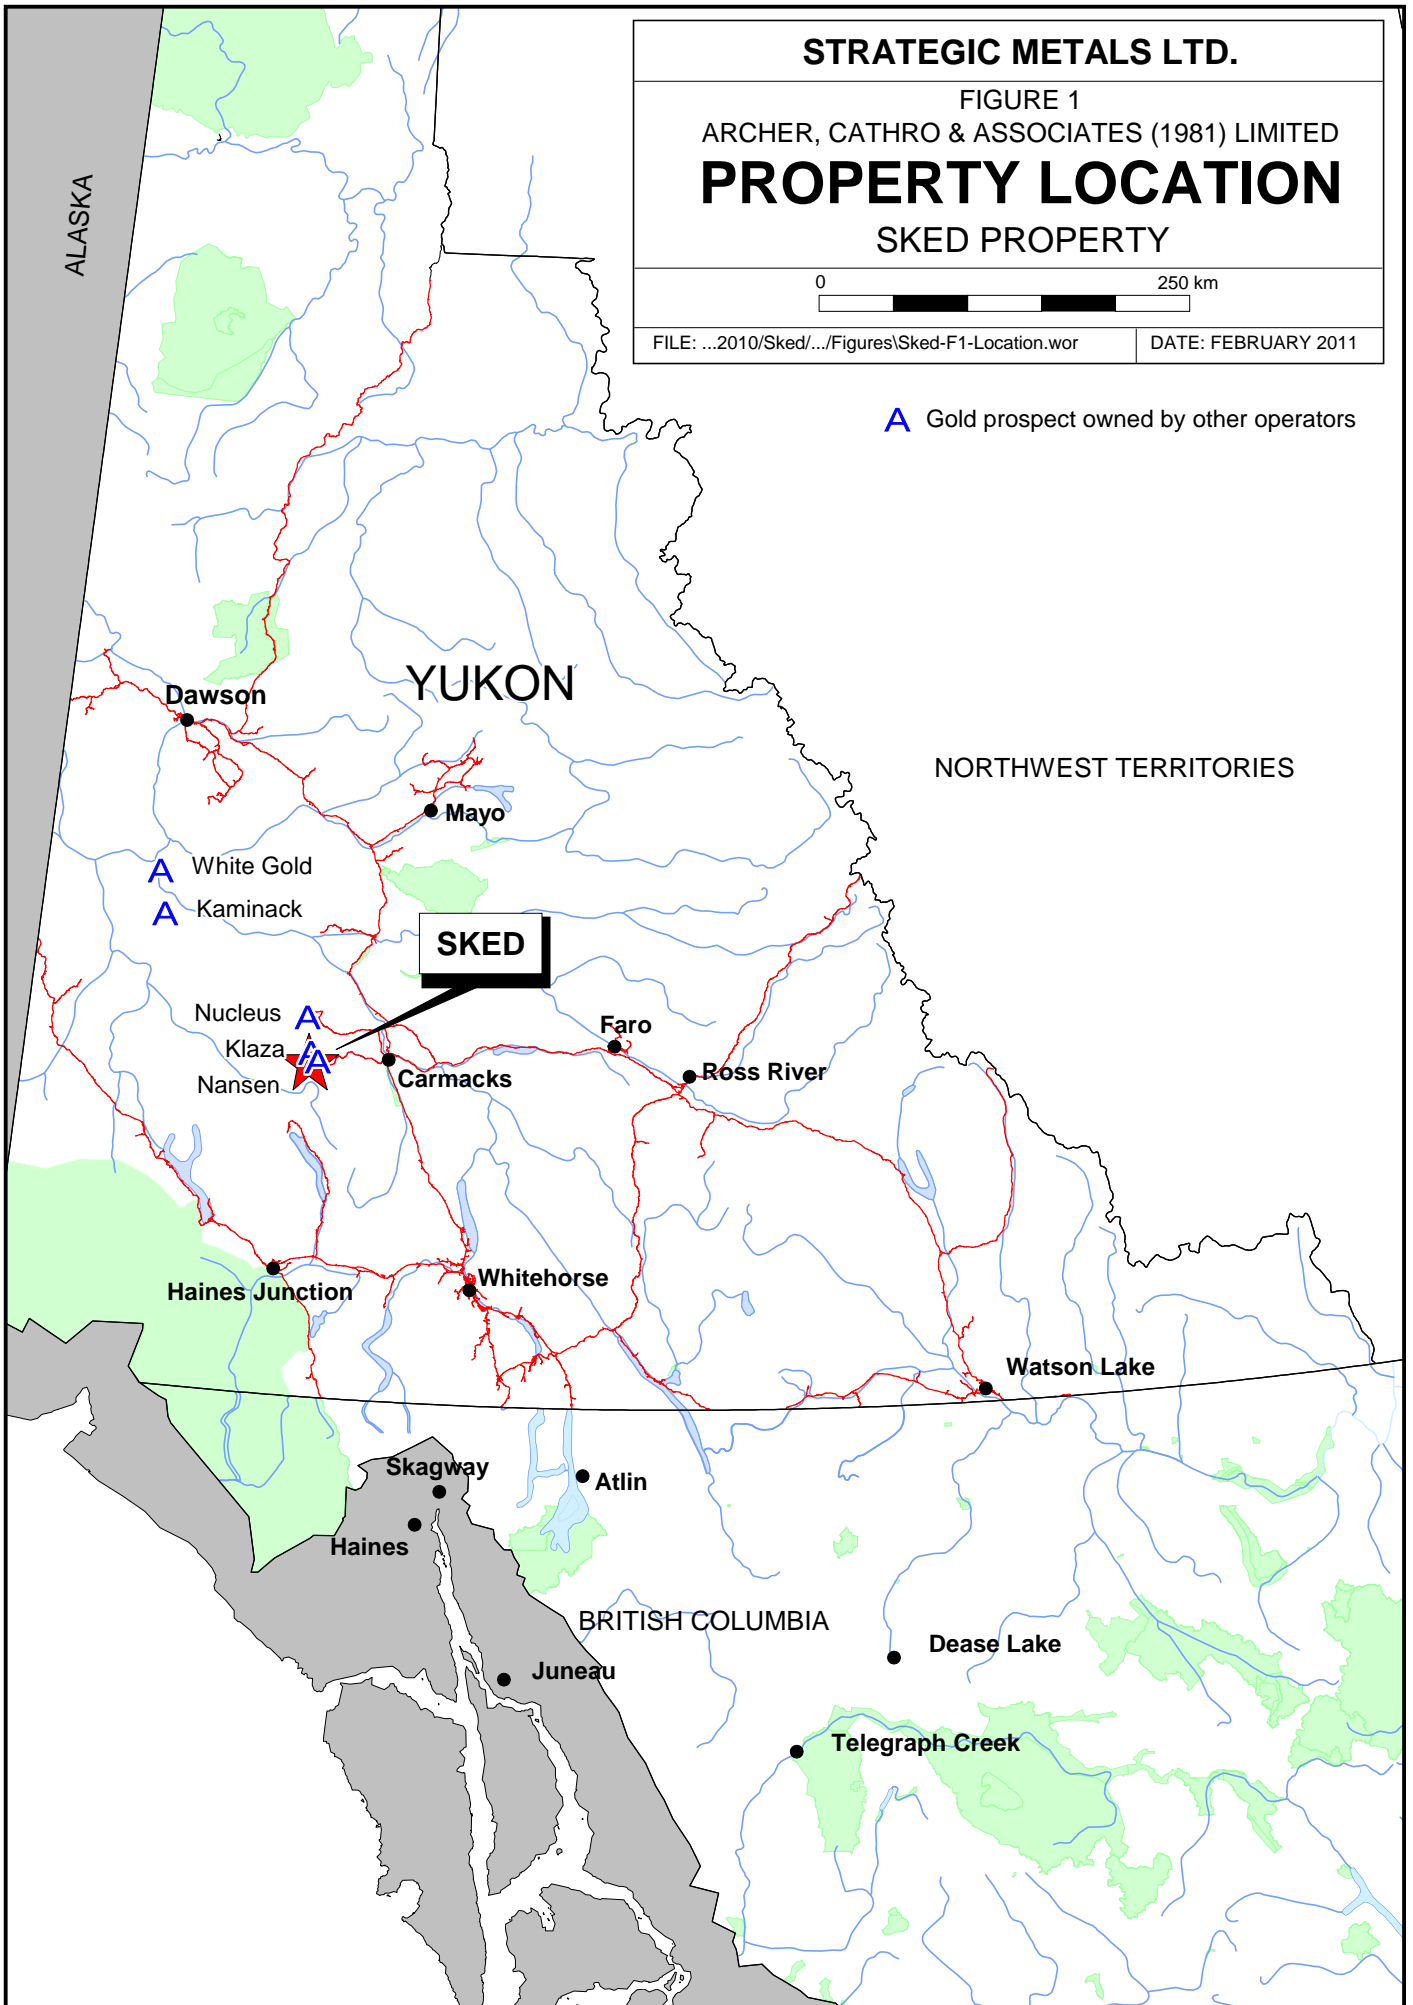 STRATEGIC METALS LTD.
FIGURE 1
ARCHER, CATHRO & ASSOCIATES (1981) LIMITED
PROPERTY LOCATION
SKED PROPERTY
0 250 km
FILE: ...2010/Sked/.../Figures\Sked-F1-Location.wor DATE: FEBRUARY 2011
A Gold prospect owned by other operators
ALASKA
YUKON
Dawson
NORTHWEST TERRITORIES
Mayo
A White Gold
A Kaminack
SKED
Nucleus A
Klaza A
Nansen A
Faro
Carmacks
Ross River
Haines Junction
Whitehorse
Watson Lake
Skagway
Atlin
Haines
BRITISH COLUMBIA
Dease Lake
Juneau
Telegraph Creek